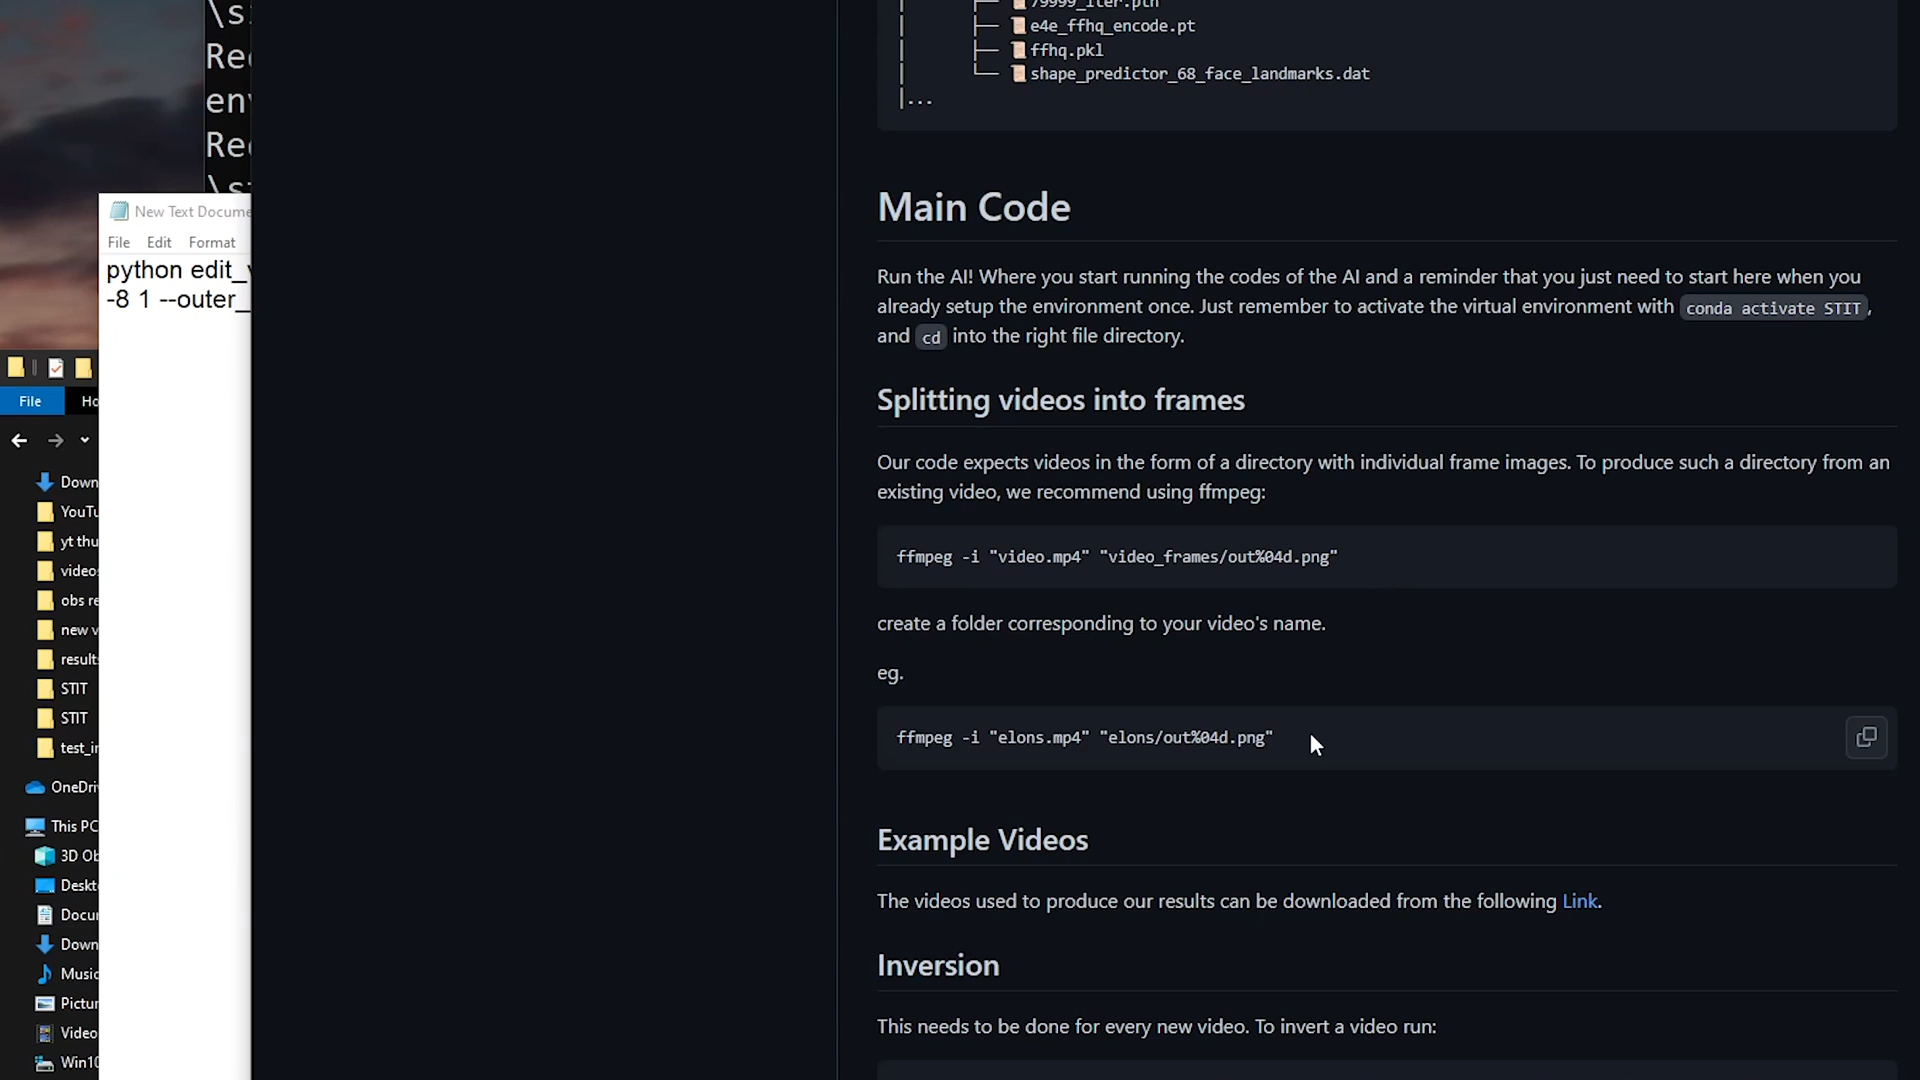 79999_iter.pth
e4e_ffhq_encode.pt
ffhq.pkl
shape_predictor_68_face_landmarks.dat
...
Main Code
Run the AI! Where you start running the codes of the AI and a reminder that you just need to start here when you
already setup the environment once. Just remember to activate the virtual environment with conda activate STIT,
and cd into the right file directory.
Splitting videos into frames
Our code expects videos in the form of a directory with individual frame images. To produce such a directory from an
existing video, we recommend using ffmpeg:
ffmpeg -i "video.mp4" "video_frames/out%04d.png"
create a folder corresponding to your video's name.
eg.
ffmpeg -i "elons.mp4" "elons/out%04d.png"
Example Videos
The videos used to produce our results can be downloaded from the following Link.
Inversion
This needs to be done for every new video. To invert a video run:
\s
Re
env
Re
New Text Docume
File Edit Format
python edit_
-8 1 --outer_
File Ho
Down
YouTu
yt thu
video
obs re
new v
result
STIT
STIT
test_i
OneDri
This PC
3D Ob
Deskt
Docu
Down
Music
Pictur
Video
Win10